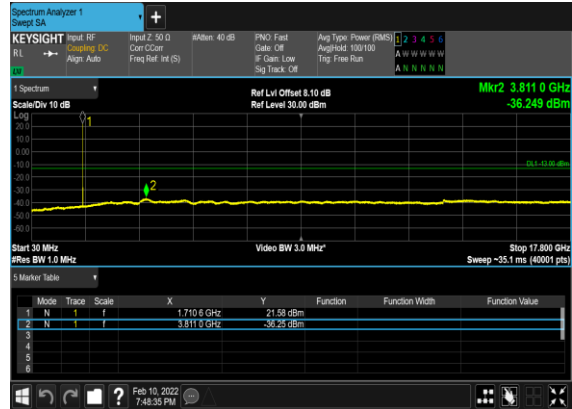 Spectrum Analyzer 1
Swept SA
+
KEYSIGHT Input: RF Input Z: 50 Ω #Atten: 40 dB PNO: Fast Avg Type: Power (RMS) 1 2 3 4 5 6
RL Coupling: DC Corr CCorr Gate: Off Avg|Hold: 100/100 A W W W W W
Align: Auto Freq Ref: Int (S) IF Gain: Low Trig: Free Run
Sig Track: Off A N N N N N
1 Spectrum Ref Lvl Offset 8.10 dB Mkr2 3.811 0 GHz
Scale/Div 10 dB Ref Level 30.00 dBm -36.249 dBm
Log
1
20.0
10.0
0.00
-10.0 DL1 -13.00 dBm
-20.0
-30.0 2
-40.0
-50.0
-60.0
Start 30 MHz Video BW 3.0 MHz* Stop 17.800 GHz
#Res BW 1.0 MHz Sweep ~35.1 ms (40001 pts)
5 Marker Table
Mode Trace Scale X Y Function Function Width Function Value
1 N 1 f 1.710 6 GHz 21.58 dBm
2 N 1 f 3.811 0 GHz -36.25 dBm
3
4
5
6
? Feb 10, 2022
7:48:35 PM